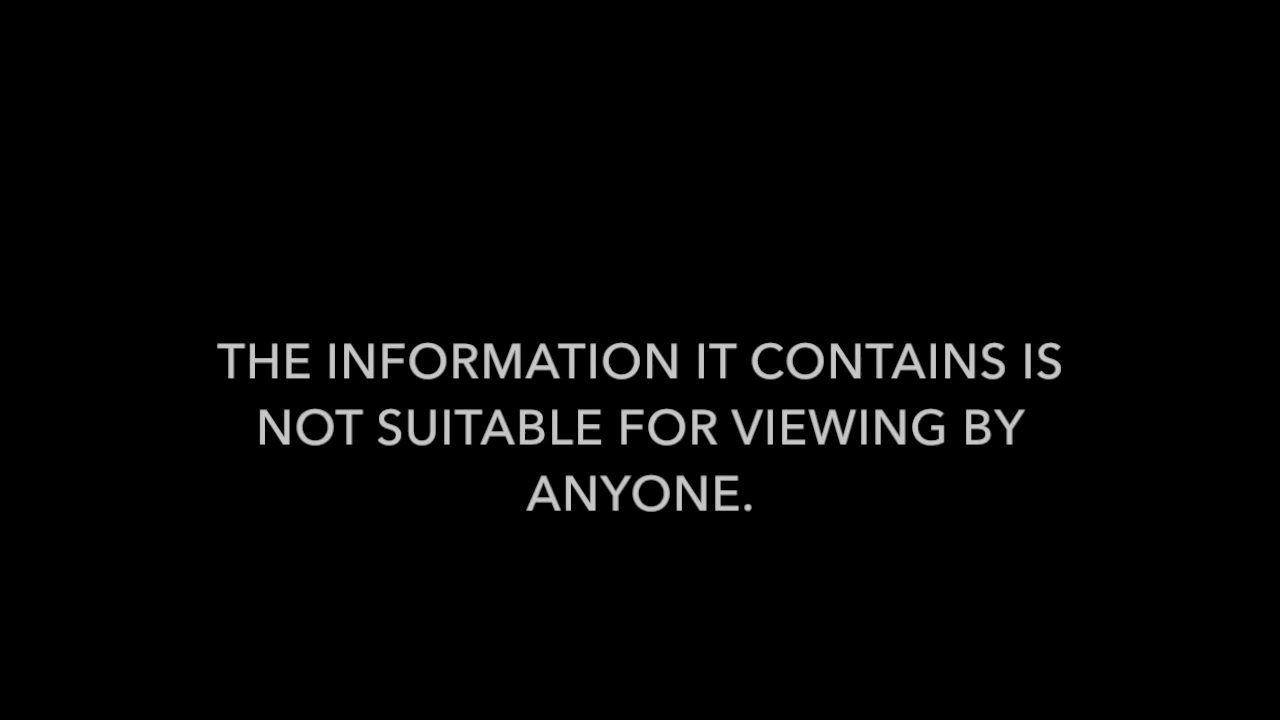 THE INFORMATION IT CONTAINS IS
NOT SUITABLE FOR VIEWING BY
ANYONE.